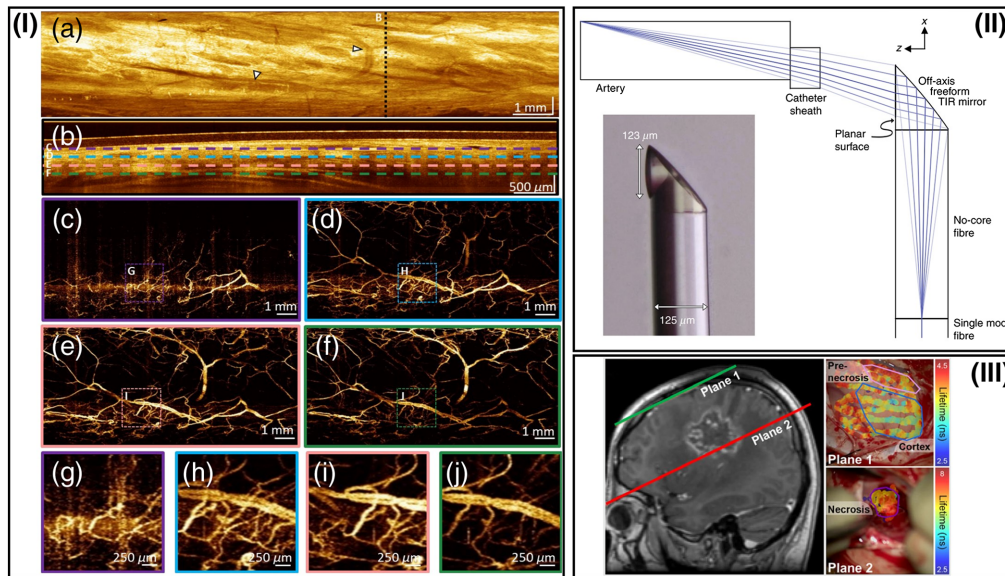 (I)
(a)
B
1 mm
(b)
C
F
500 µm
(c)
G
1 mm
(d)
H
1 mm
(e)
I
1 mm
(f)
J
1 mm
(g)
250 µm
(h)
250 µm
(i)
250 µm
(j)
250 µm
(II)
x
z
Off-axis
freeform
TIR mirror
Artery
Catheter
sheath
Planar
surface
123 µm
125 µm
No-core
fibre
Single mod
fibre
(III)
Plane 1
Plane 2
Pre-
necrosis
Cortex
Plane 1
4.5
Lifetime (ns)
2.5
Necrosis
Plane 2
8
Lifetime (ns)
2.5